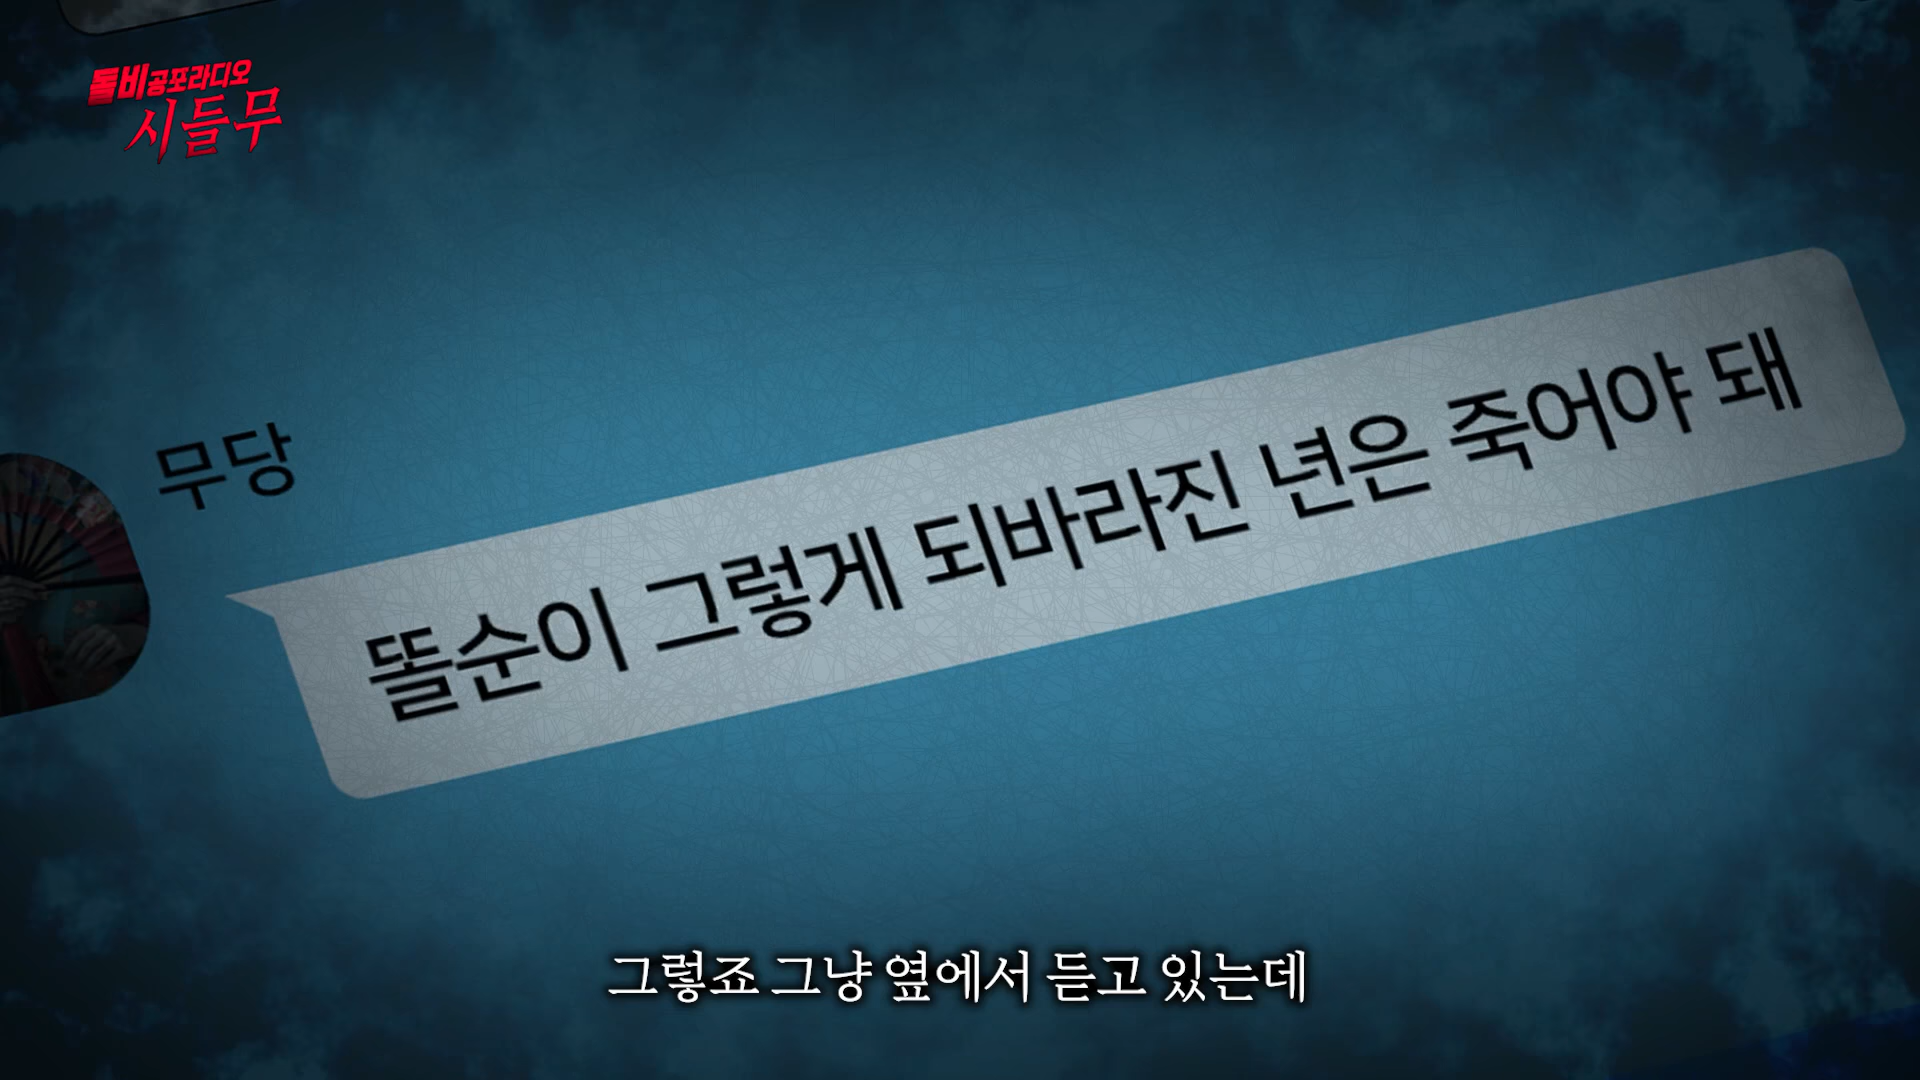 돌비공포라디오
시들무
무당
똘순이 그렇게 되바라진 년은 죽어야 돼
그렇죠 그냥 옆에서 듣고 있는데